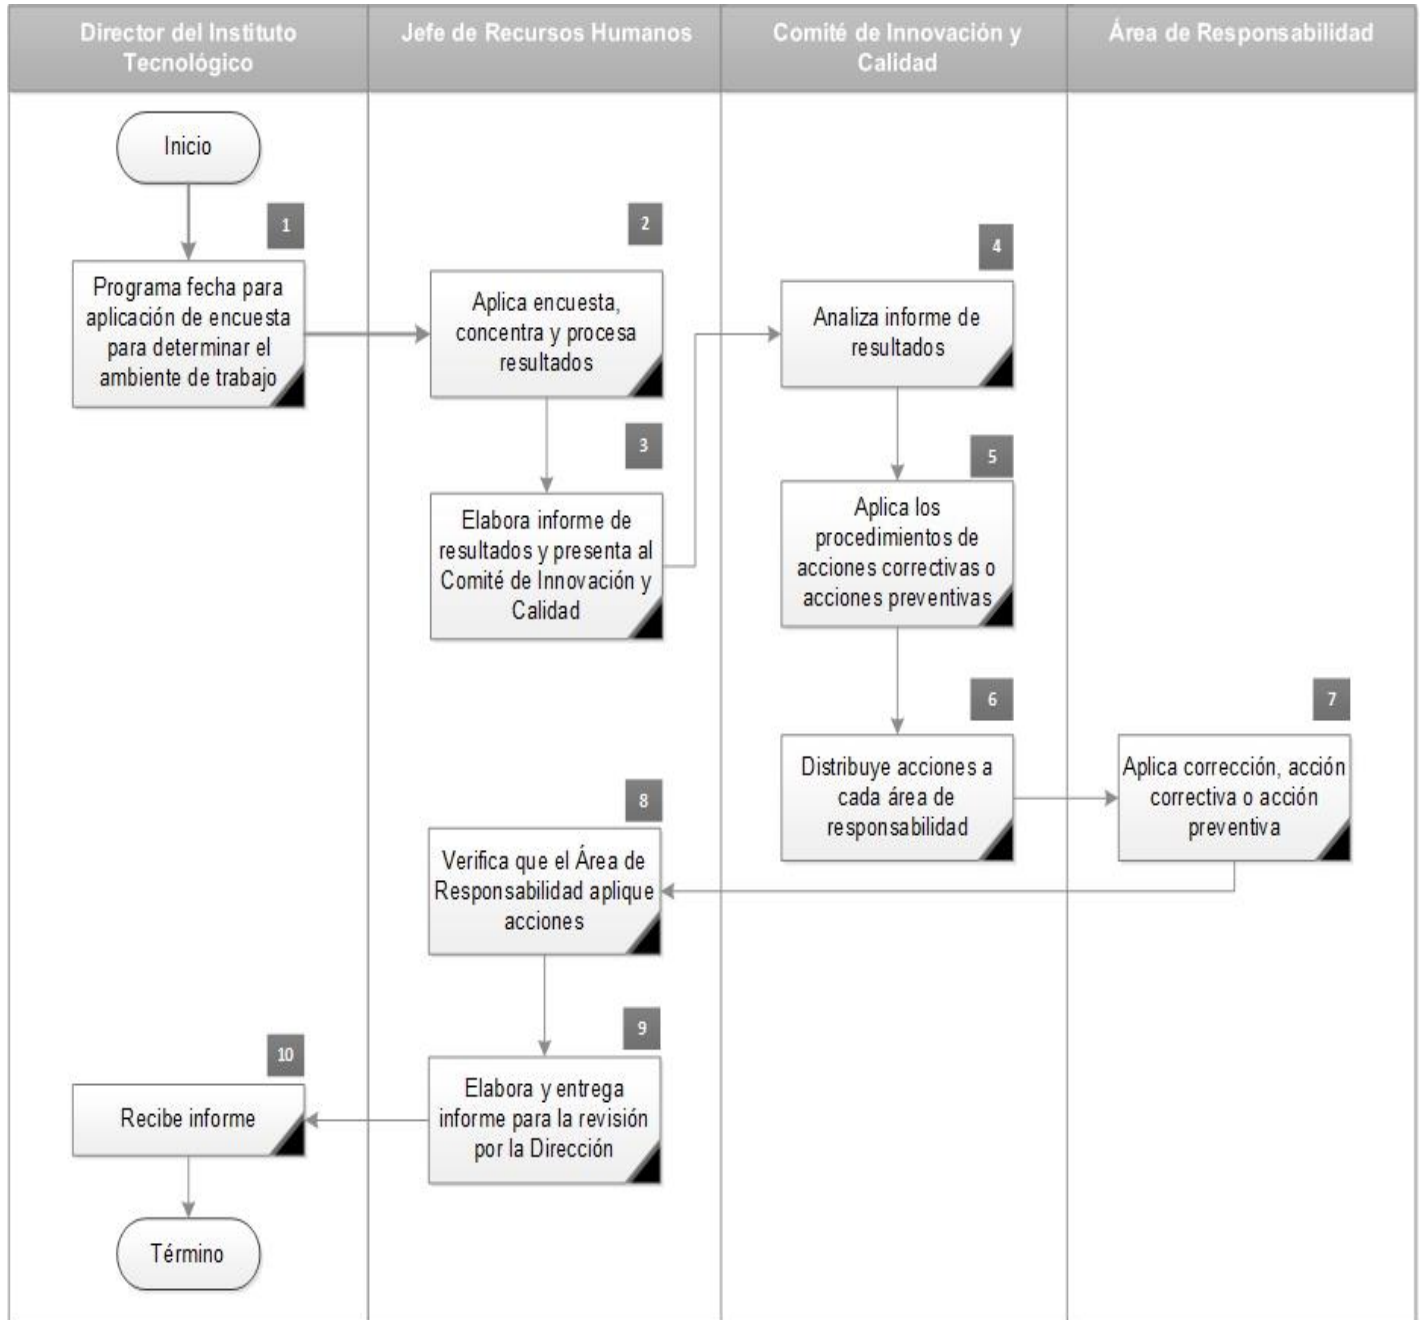 Director del Instituto
Tecnológico
Jefe de Recursos Humanos
Comité de Innovación y
Calidad
Área de Responsabilidad
Inicio
1
Programa fecha para
aplicación de encuesta
para determinar el
ambiente de trabajo
2
Aplica encuesta,
concentra y procesa
resultados
3
Elabora informe de
resultados y presenta al
Comité de Innovación y
Calidad
4
Analiza informe de
resultados
5
Aplica los
procedimientos de
acciones correctivas o
acciones preventivas
6
Distribuye acciones a
cada área de
responsabilidad
7
Aplica corrección, acción
correctiva o acción
preventiva
8
Verifica que el Área de
Responsabilidad aplique
acciones
9
Elabora y entrega
informe para la revisión
por la Dirección
10
Recibe informe
Término